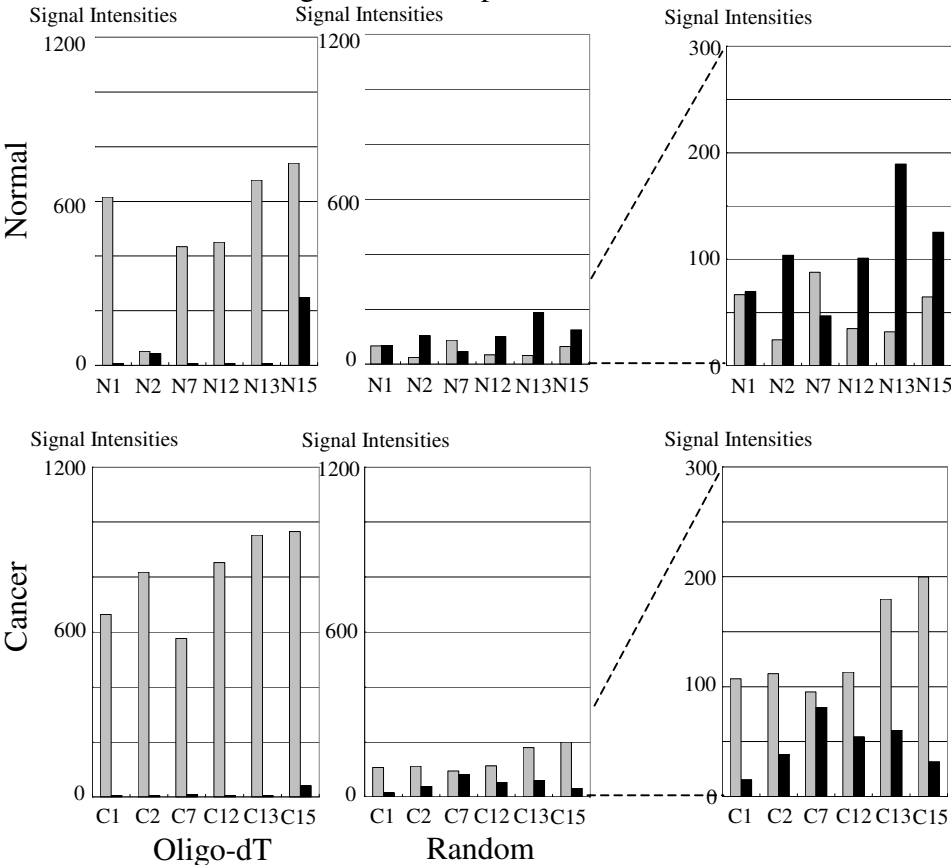 Signal Intensities
1200
600
0
N1 N2 N7 N12 N13 N15
Signal Intensities
1200
600
0
N1 N2 N7 N12 N13 N15
Signal Intensities
300
200
100
0
N1 N2 N7 N12 N13 N15
Normal
Signal Intensities
1200
600
0
C1 C2 C7 C12 C13 C15
Oligo-dT
Signal Intensities
1200
600
0
C1 C2 C7 C12 C13 C15
Random
Signal Intensities
300
200
100
0
C1 C2 C7 C12 C13 C15
Cancer